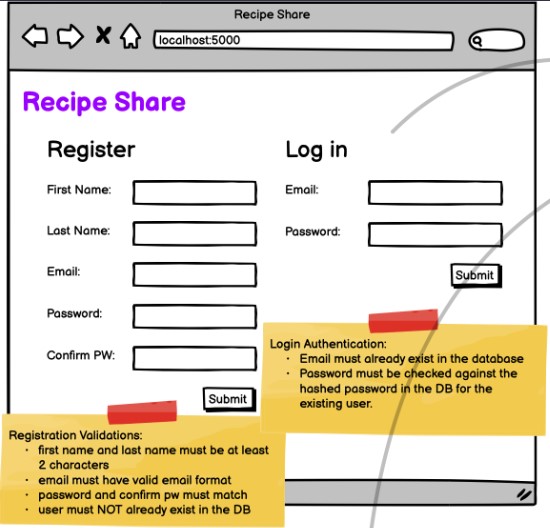 Recipe Share
localhost:5000
Recipe Share
Register
First Name:
Last Name:
Email:
Password:
Confirm PW:
Submit
Log in
Email:
Password:
Submit
Login Authentication:
· Email must already exist in the database
· Password must be checked against the
hashed password in the DB for the
existing user.
Registration Validations:
· first name and last name must be at least
2 characters
· email must have valid email format
· password and confirm pw must match
· user must NOT already exist in the DB